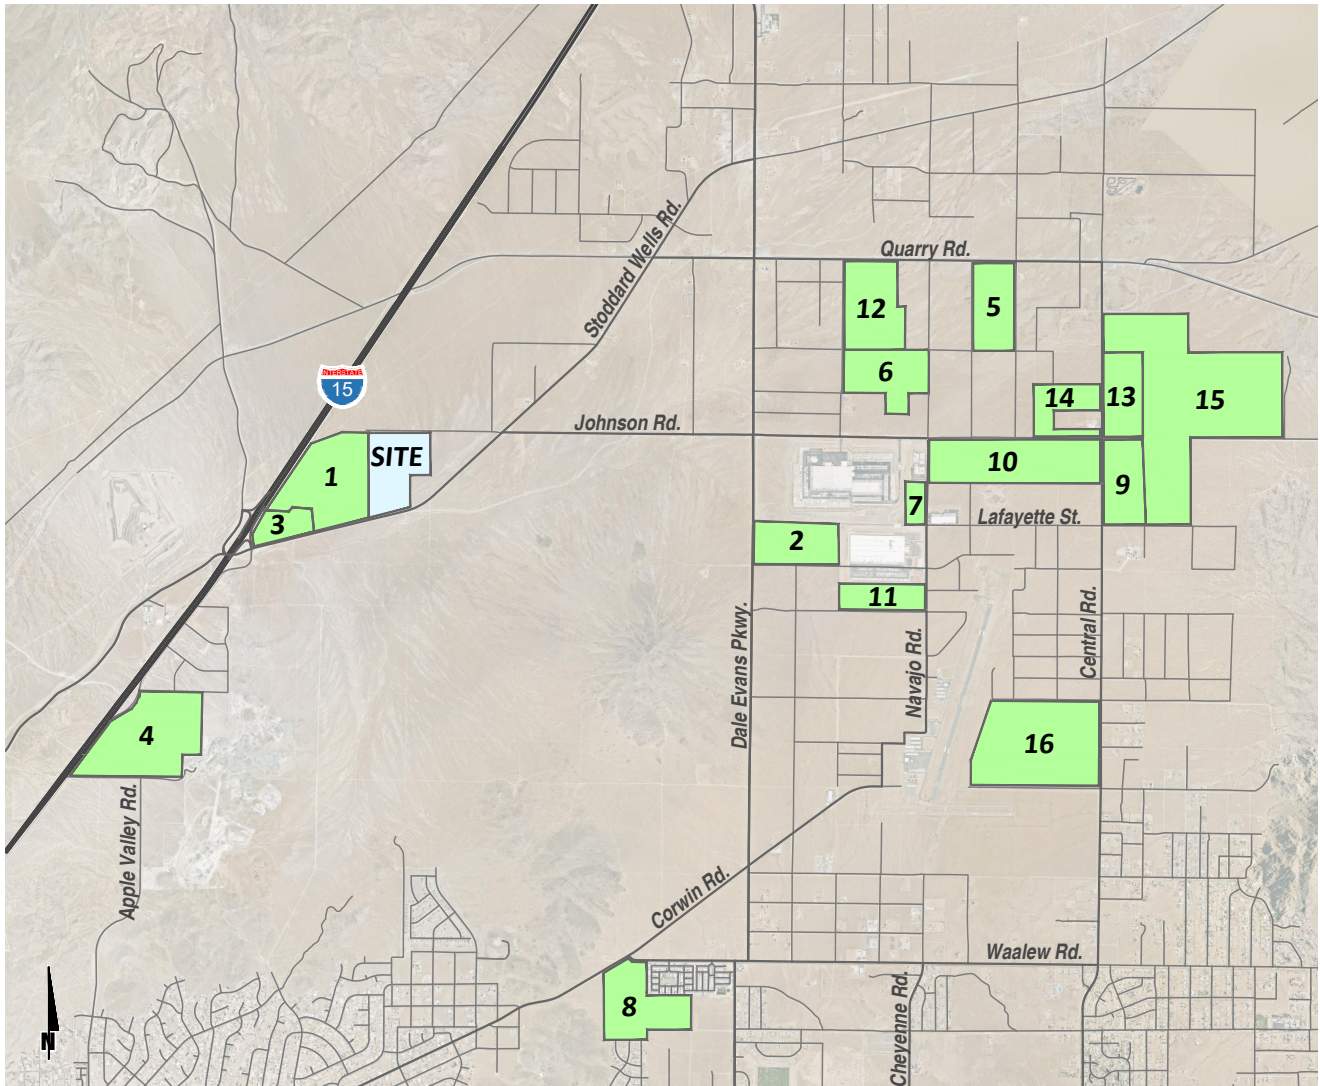 Quarry Rd.
Stoddard Wells Rd.
12
5
6
INTERSTATE
15
14
13
15
Johnson Rd.
SITE
1
10
9
3
7
Lafayette St.
2
11
Dale Evans Pkwy.
Navajo Rd.
Central Rd.
4
16
Apple Valley Rd.
Corwin Rd.
Waalew Rd.
8
Cheyenne Rd.
N